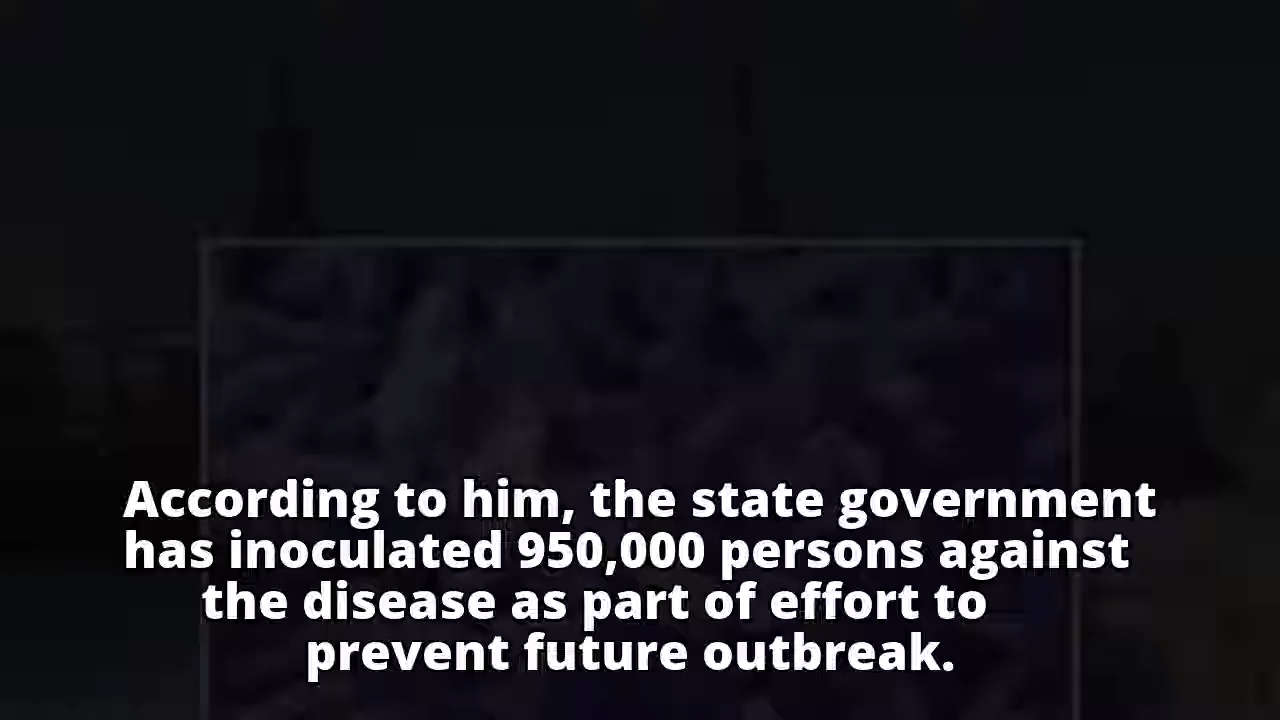 According to him, the state government
has inoculated 950,000 persons against
the disease as part of effort to
prevent future outbreak.